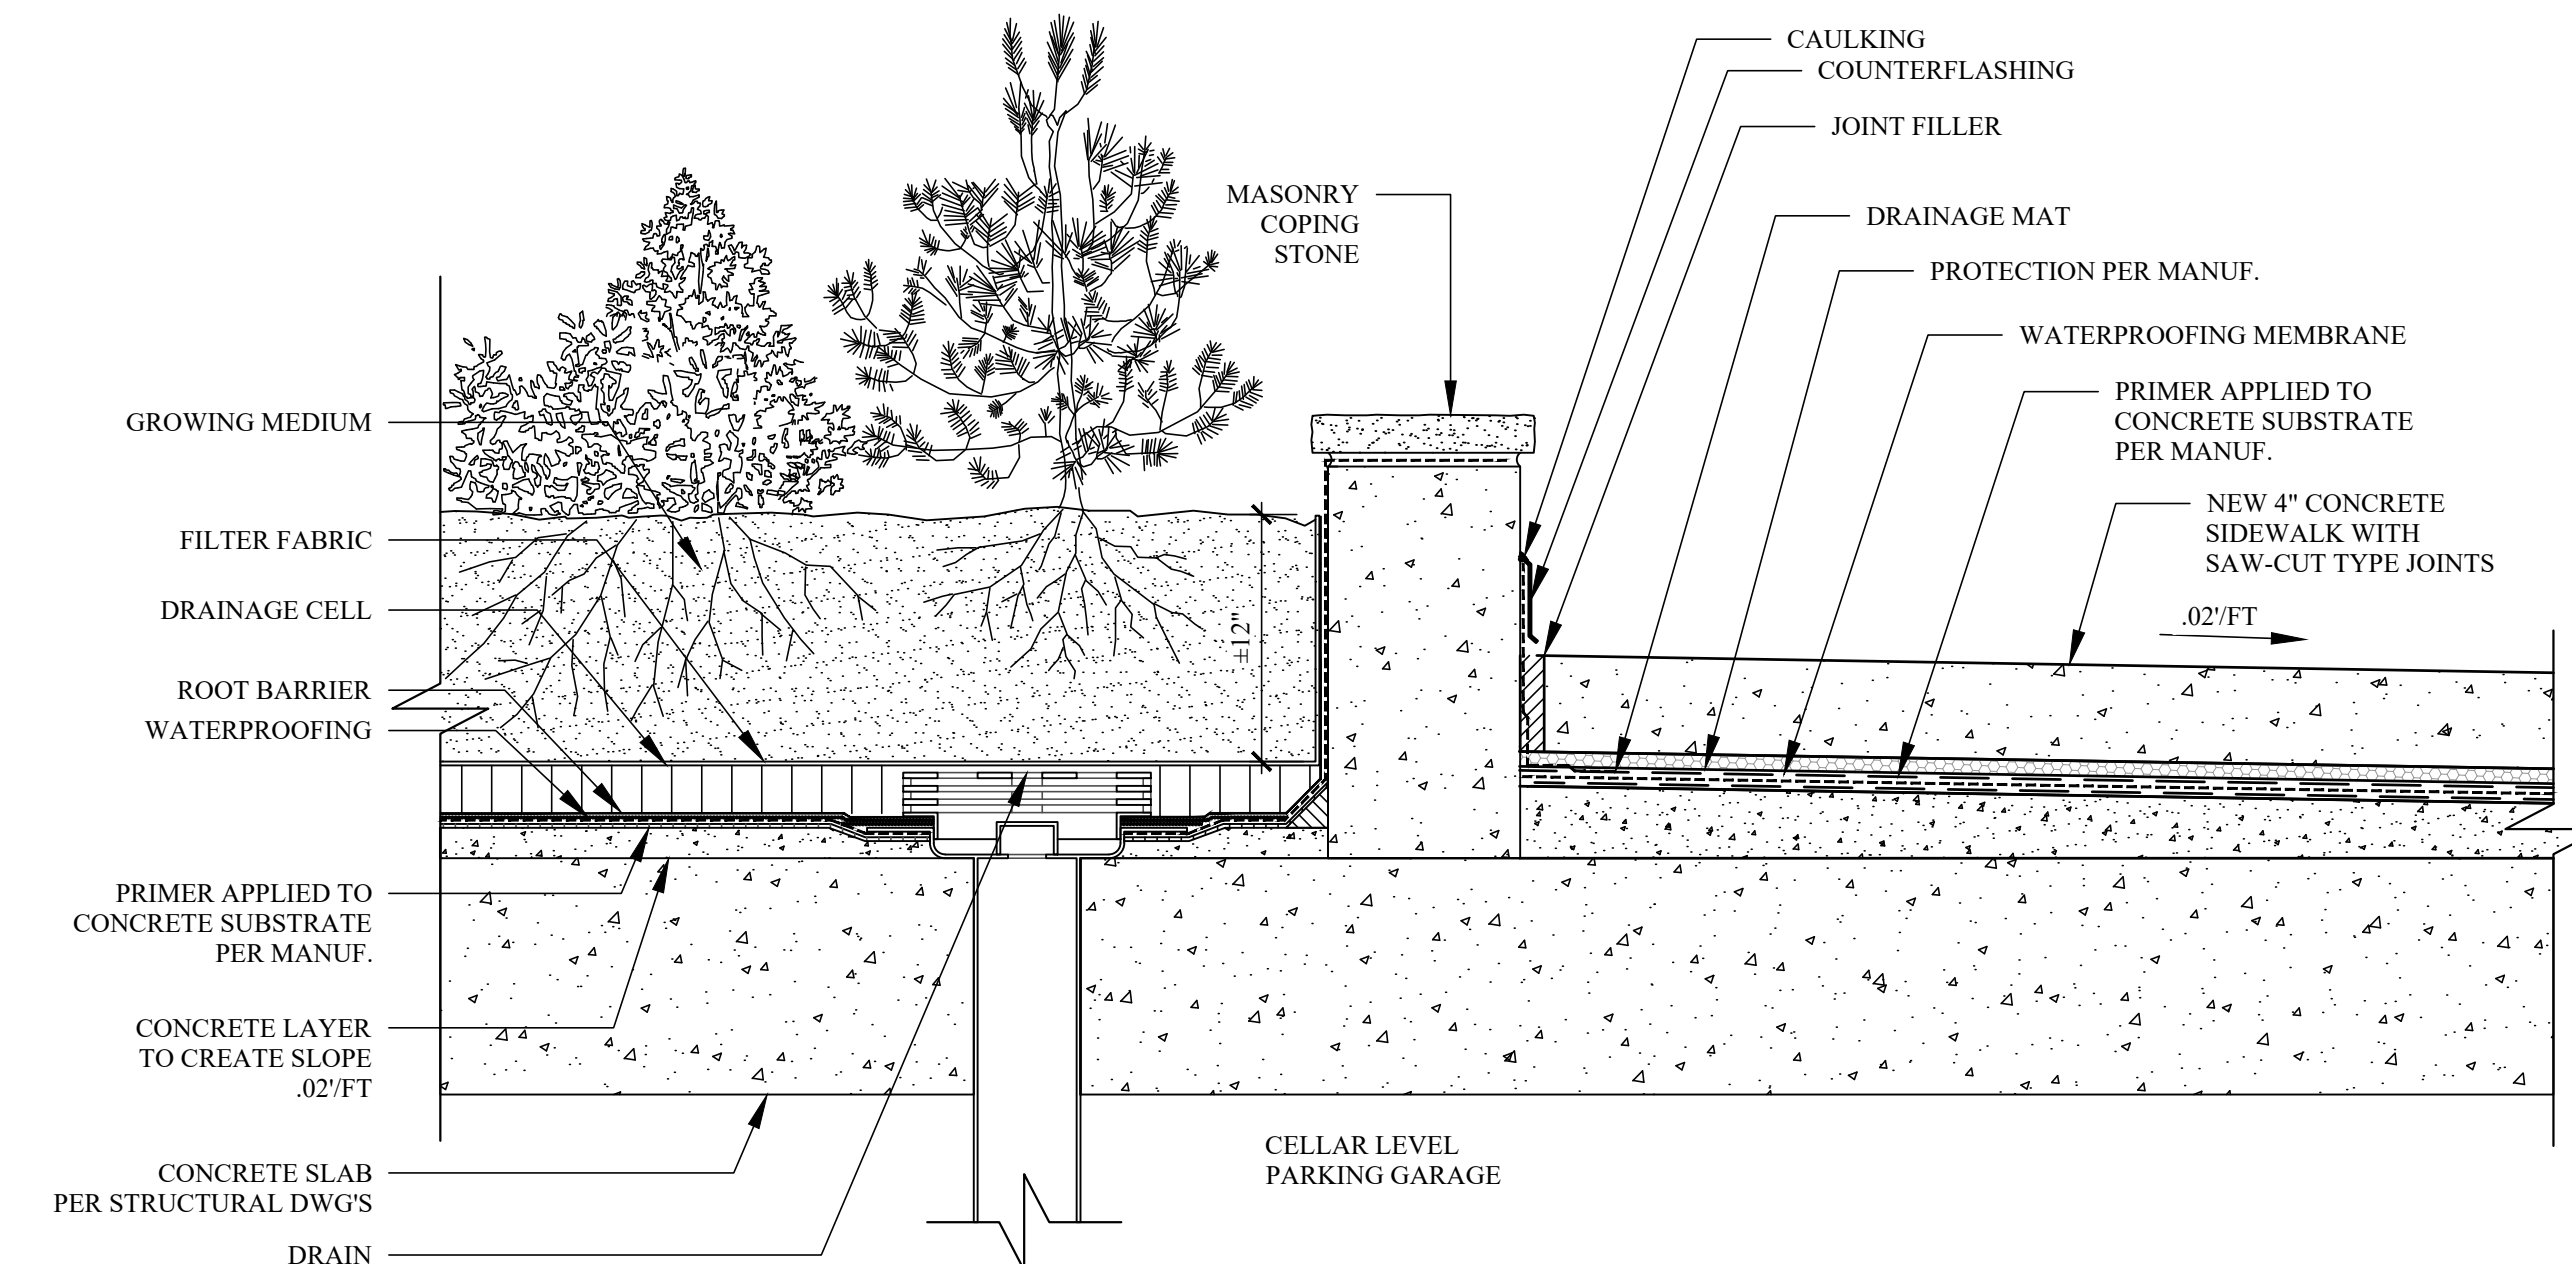 CAULKING
COUNTERFLASHING
JOINT FILLER
MASONRY
COPING
STONE
DRAINAGE MAT
PROTECTION PER MANUF.
WATERPROOFING MEMBRANE
PRIMER APPLIED TO
CONCRETE SUBSTRATE
PER MANUF.
NEW 4" CONCRETE
SIDEWALK WITH
SAW-CUT TYPE JOINTS
.02'/FT
GROWING MEDIUM
FILTER FABRIC
DRAINAGE CELL
ROOT BARRIER
WATERPROOFING
±12"
PRIMER APPLIED TO
CONCRETE SUBSTRATE
PER MANUF.
CONCRETE LAYER
TO CREATE SLOPE
.02'/FT
CONCRETE SLAB
PER STRUCTURAL DWG'S
DRAIN
CELLAR LEVEL
PARKING GARAGE